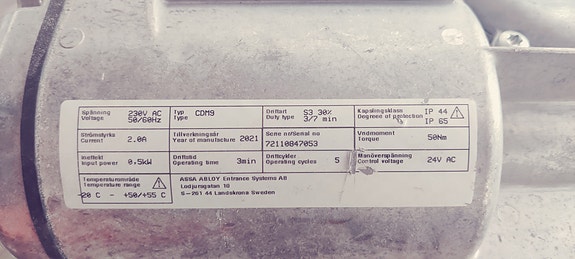 Spänning
Voltage 230V AC 50/60Hz
Typ
Type CDM9
Driftart
Duty type S3 30% 3/7 min
Kapslingsklass
Degree of protection IP 44 IP 65
Strömstyrka
Current 2.0A
Tillverkningsår
Year of manufacture 2021
Serie nr/Serial no
72110847053
Vridmoment
Torque 50Nm
Ineffekt
Input power 0.5kW
Driftstid
Operating time 3min
Driftcykler
Operating cycles 5
Manöverspänning
Control voltage 24V AC
Temperaturområde
Temperature range
-20 C - +50/+55 C
ASSA ABLOY Entrance Systems AB
Lodjursgatan 10
S-261 44 Landskrona Sweden